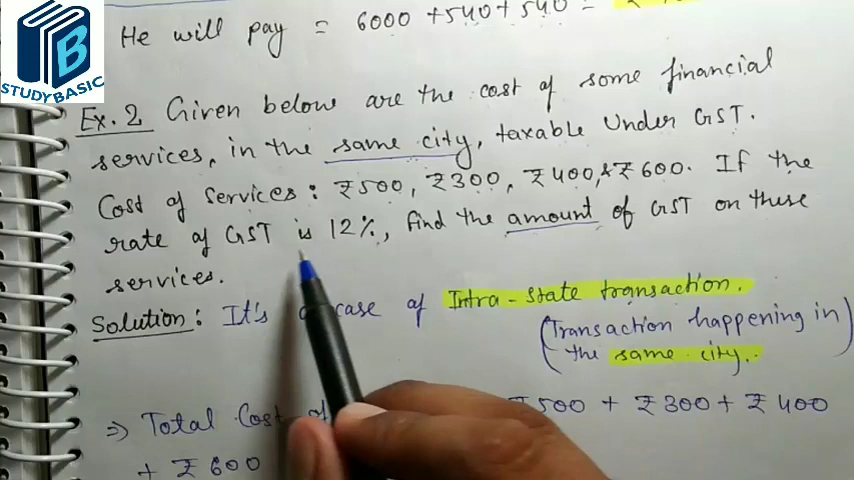 B
STUDYBASIC
He will pay = 6000 + 540 + 540 =
Ex. 2 Given below are the cost of some financial
services, in the same city, taxable under GST.
Cost of services : ₹500, ₹300, ₹400, & ₹600. If the
rate of GST is 12%, find the amount of GST on these
services.
Solution : It's a case of Intra-state transaction.
(Transaction happening in
the same city.)
⇒ Total Cost of ₹500 + ₹300 + ₹400
+ ₹600